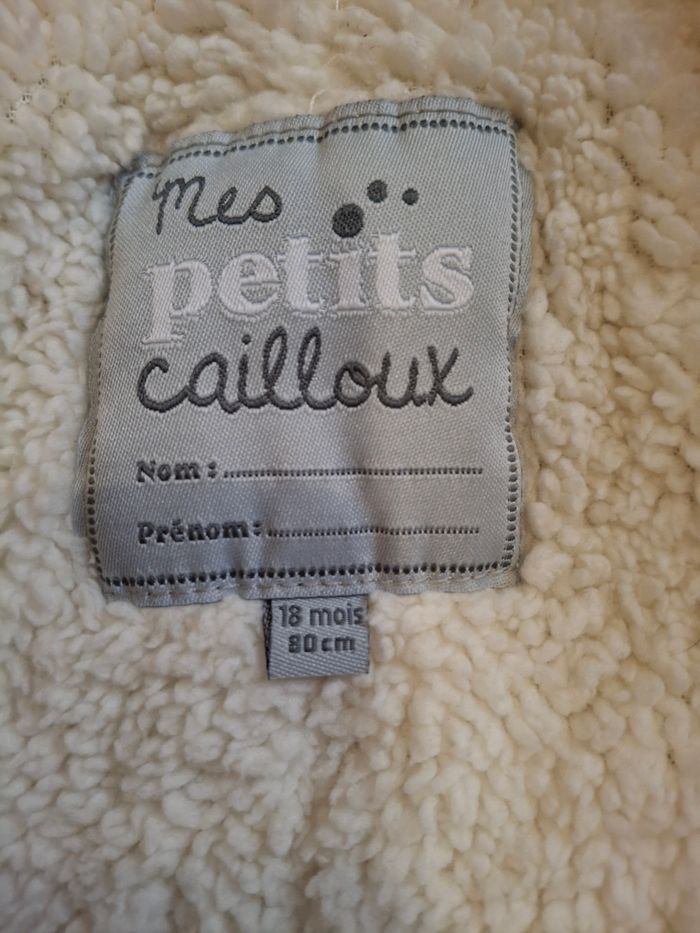 Mes
petits
cailloux
Nom :
Prénom :
18 mois
80 cm